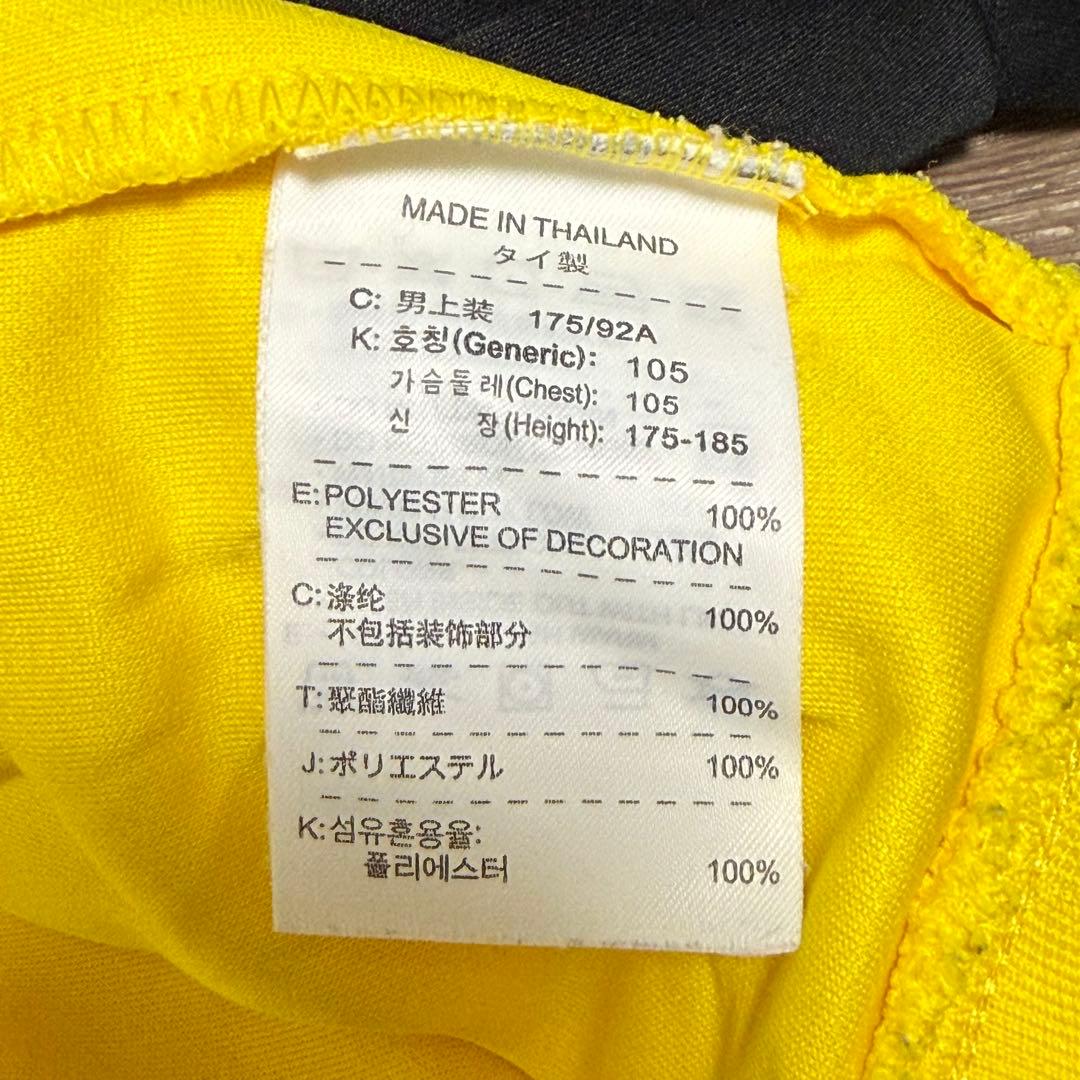 MADE IN THAILAND
タイ製
C: 男上装 175/92A
K: 호칭(Generic): 105
가슴둘레(Chest): 105
신 장(Height): 175-185
E: POLYESTER 100%
EXCLUSIVE OF DECORATION
C: 涤纶 100%
不包括装饰部分
T: 聚酯纖維 100%
J: ポリエステル 100%
K: 섬유혼용율:
폴리에스터 100%